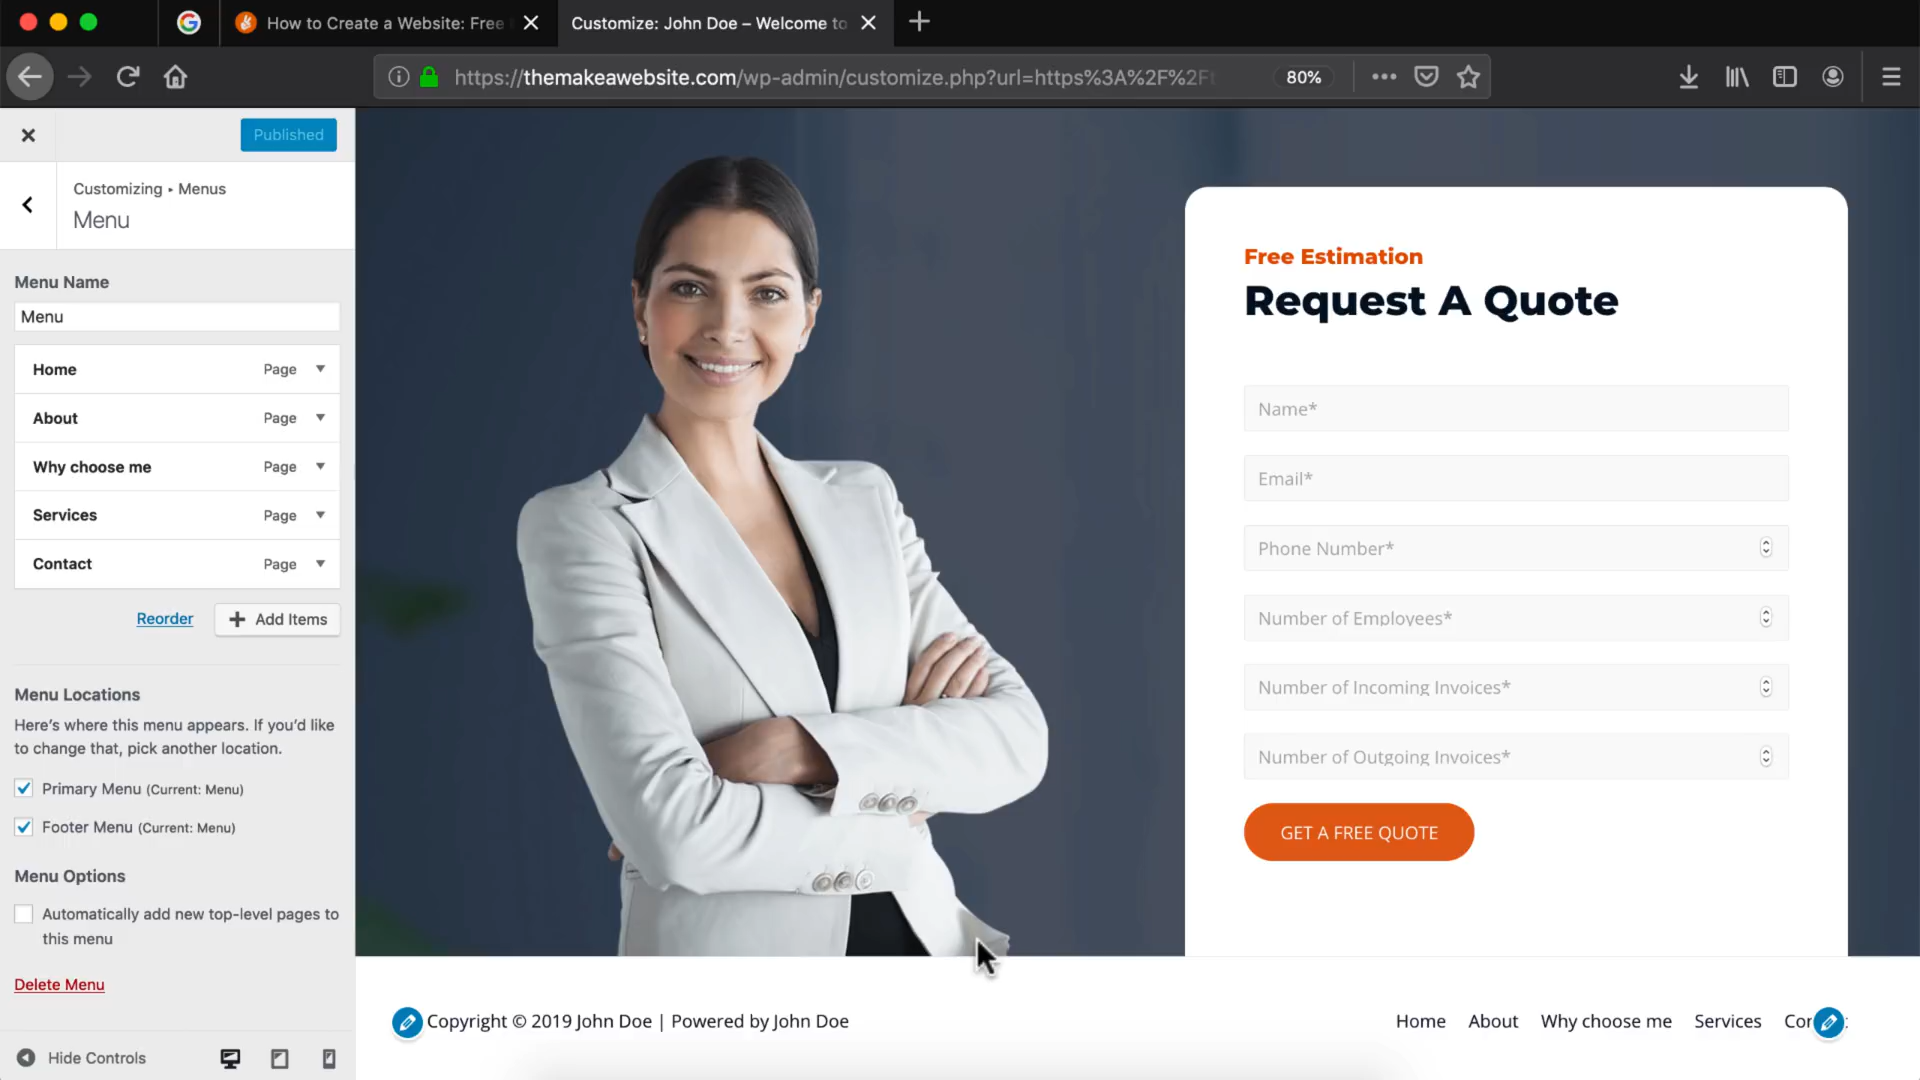 How to Create a Website: Free
Customize: John Doe – Welcome to
https://themakeawebsite.com/wp-admin/customize.php?url=https%3A%2F%2Ft
80%
Published
Customizing ▸ Menus
Menu
Menu Name
Menu
Home Page
About Page
Why choose me Page
Services Page
Contact Page
Reorder
Add Items
Menu Locations
Here's where this menu appears. If you'd like
to change that, pick another location.
Primary Menu (Current: Menu)
Footer Menu (Current: Menu)
Menu Options
Automatically add new top-level pages to
this menu
Delete Menu
Hide Controls
Free Estimation
Request A Quote
Name*
Email*
Phone Number*
Number of Employees*
Number of Incoming Invoices*
Number of Outgoing Invoices*
GET A FREE QUOTE
Copyright © 2019 John Doe | Powered by John Doe
Home About Why choose me Services